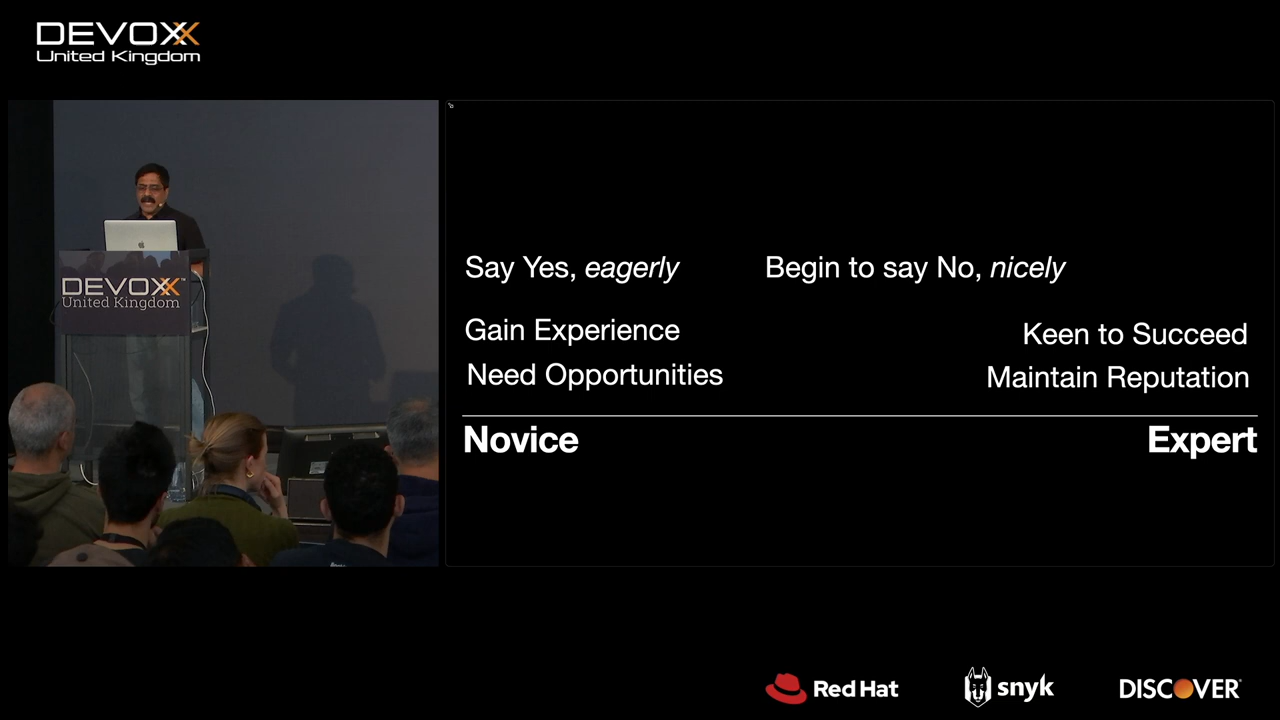 DEVOXX
United Kingdom
DEVOXX
United Kingdom
Say Yes, eagerly
Begin to say No, nicely
Gain Experience
Keen to Succeed
Need Opportunities
Maintain Reputation
Novice
Expert
Red Hat
snyk
DISCOVER